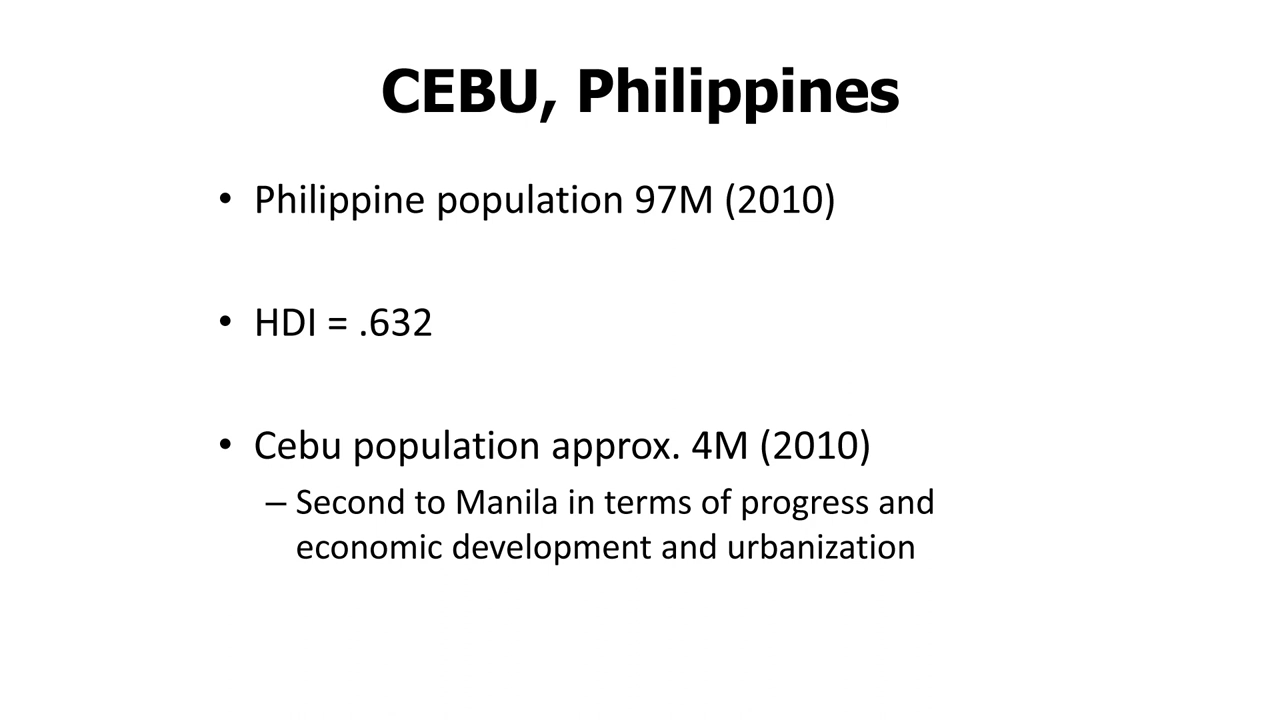 CEBU, Philippines
• Philippine population 97M (2010)
• HDI = .632
• Cebu population approx. 4M (2010)
– Second to Manila in terms of progress and
economic development and urbanization